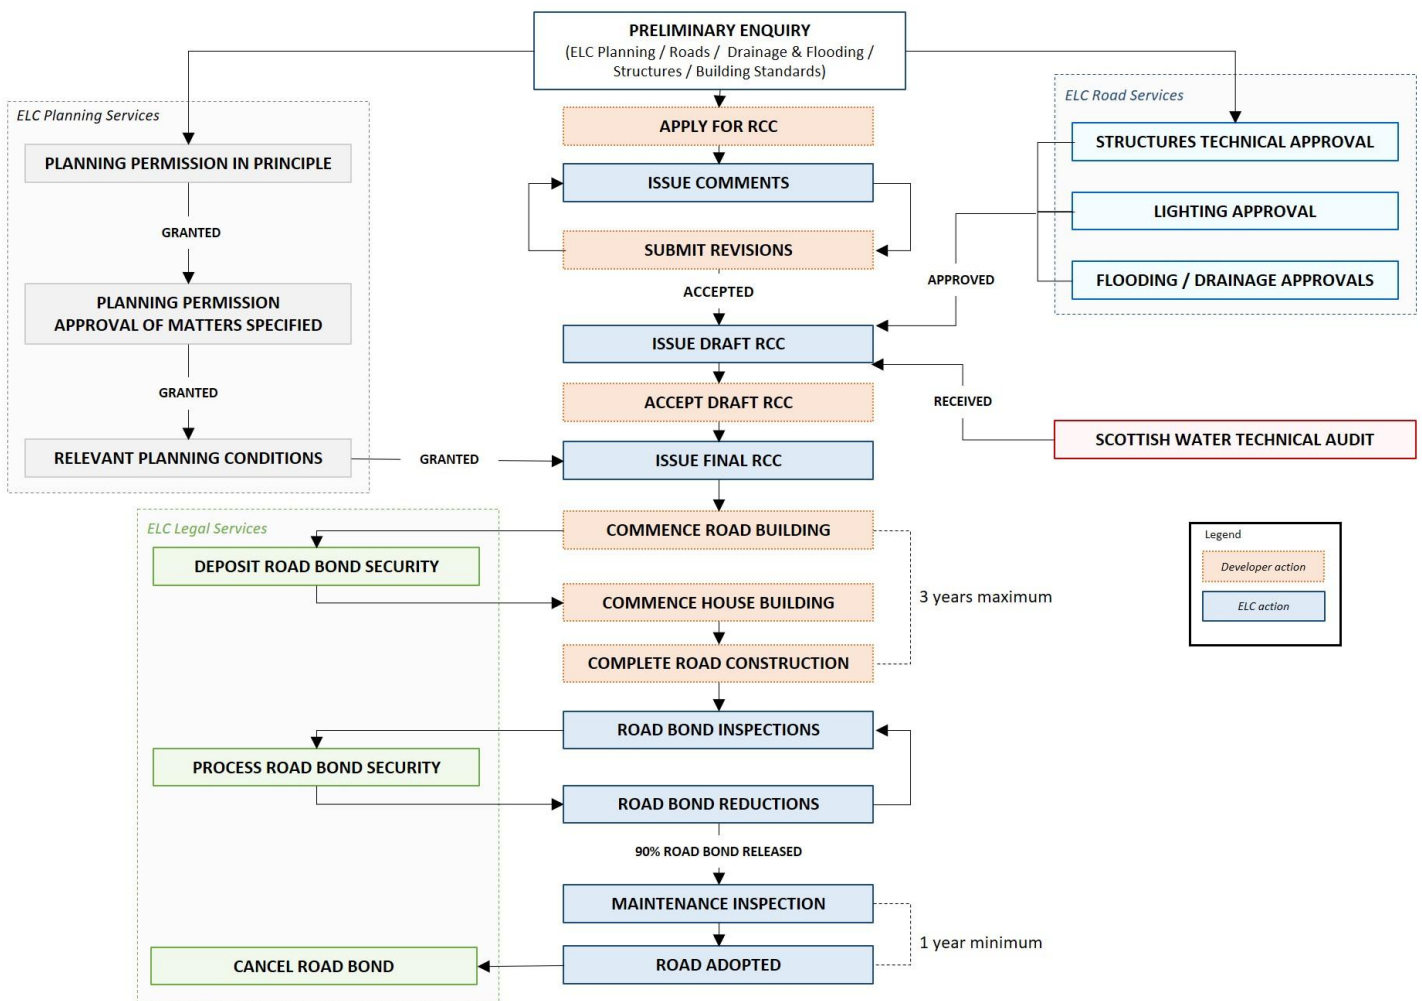 PRELIMINARY ENQUIRY
(ELC Planning / Roads / Drainage & Flooding /
Structures / Building Standards)
ELC Planning Services
PLANNING PERMISSION IN PRINCIPLE
GRANTED
PLANNING PERMISSION
APPROVAL OF MATTERS SPECIFIED
GRANTED
RELEVANT PLANNING CONDITIONS
GRANTED
APPLY FOR RCC
ISSUE COMMENTS
SUBMIT REVISIONS
ACCEPTED
ISSUE DRAFT RCC
ACCEPT DRAFT RCC
ISSUE FINAL RCC
ELC Road Services
STRUCTURES TECHNICAL APPROVAL
LIGHTING APPROVAL
FLOODING / DRAINAGE APPROVALS
APPROVED
RECEIVED
SCOTTISH WATER TECHNICAL AUDIT
ELC Legal Services
COMMENCE ROAD BUILDING
DEPOSIT ROAD BOND SECURITY
COMMENCE HOUSE BUILDING
3 years maximum
COMPLETE ROAD CONSTRUCTION
ROAD BOND INSPECTIONS
PROCESS ROAD BOND SECURITY
ROAD BOND REDUCTIONS
90% ROAD BOND RELEASED
MAINTENANCE INSPECTION
1 year minimum
ROAD ADOPTED
CANCEL ROAD BOND
Legend
Developer action
ELC action